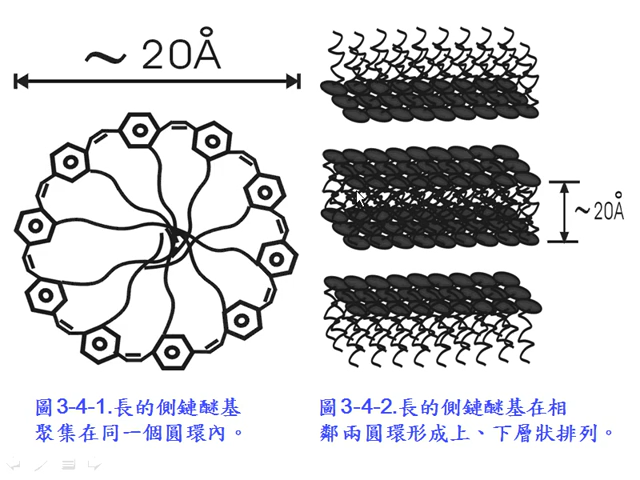 ~ 20Å
~20Å
圖3-4-1.長的側鏈醚基
聚集在同一個圓環內。
圖3-4-2.長的側鏈醚基在相
鄰兩圓環形成上、下層狀排列。